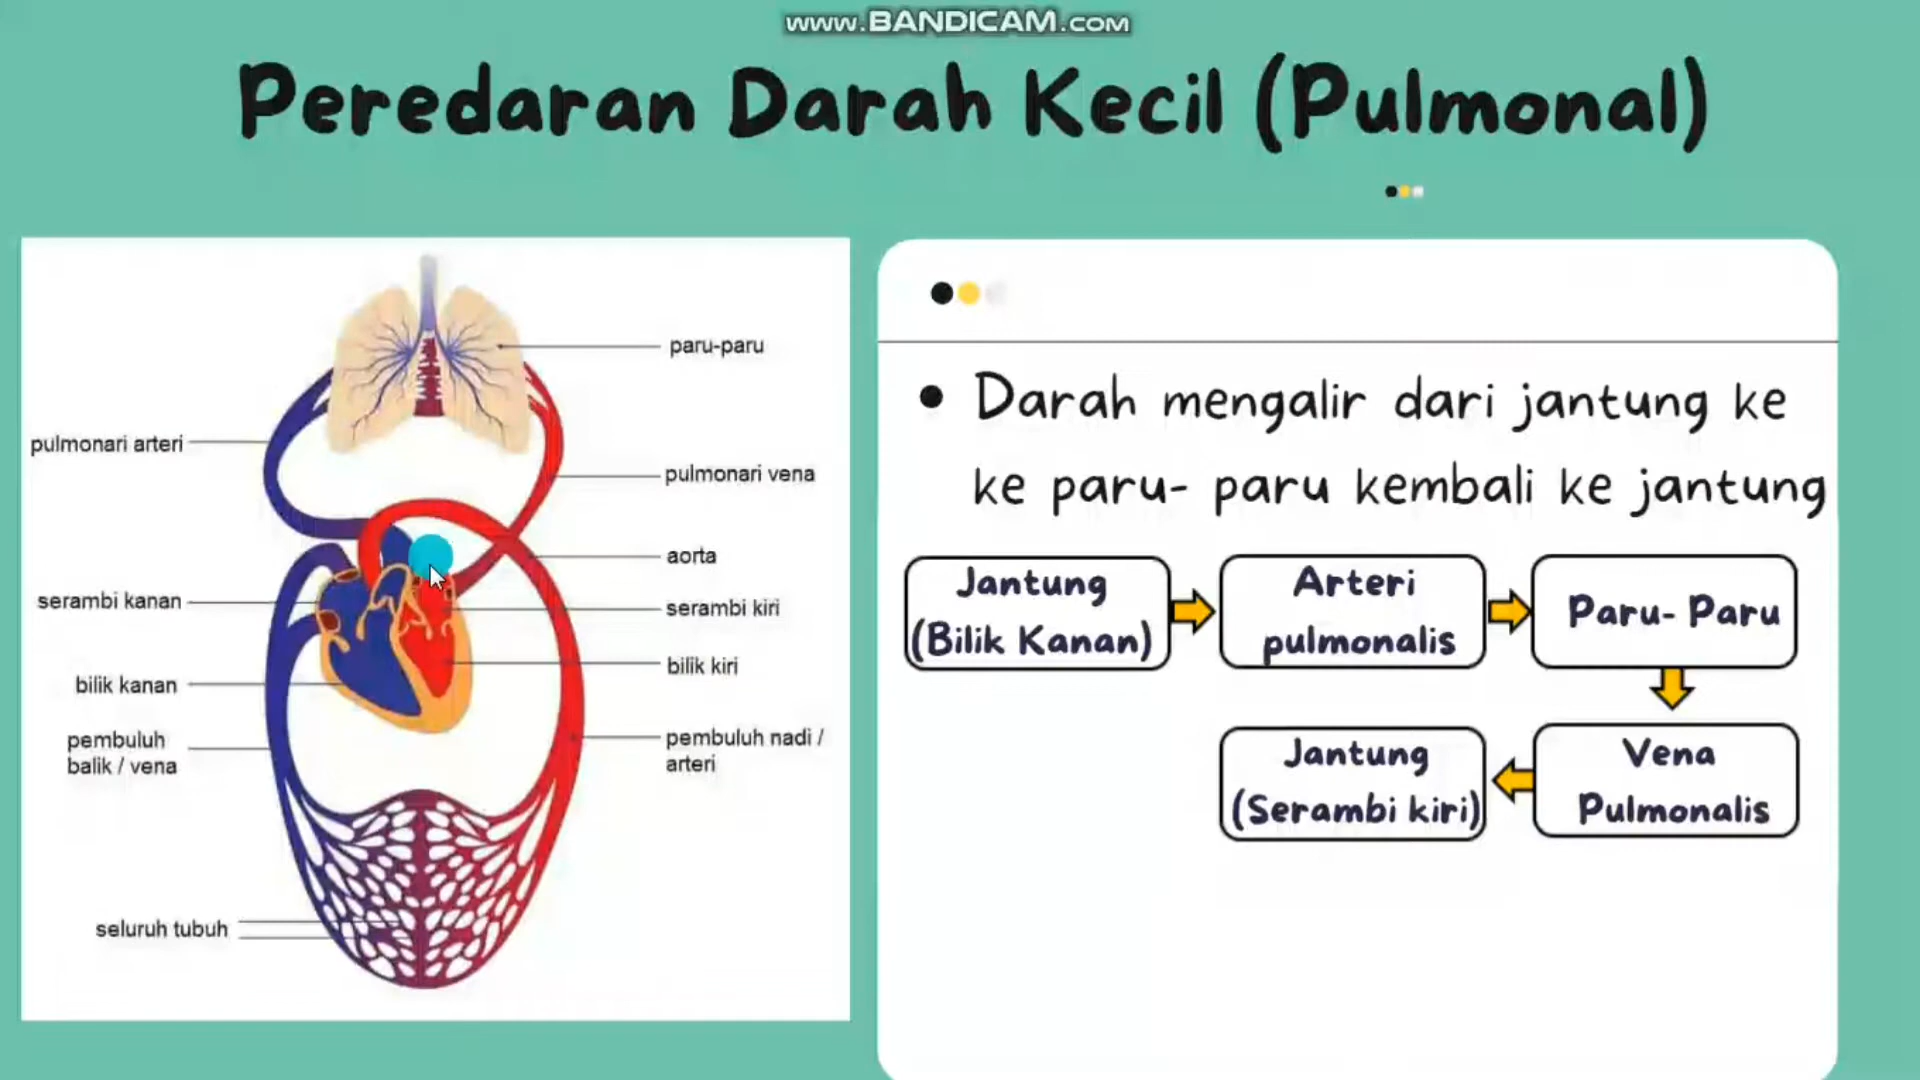 www.BANDICAM.com
Peredaran Darah Kecil (Pulmonal)
paru-paru
pulmonari arteri
pulmonari vena
aorta
serambi kanan
serambi kiri
bilik kanan
bilik kiri
pembuluh
balik / vena
pembuluh nadi /
arteri
seluruh tubuh
• Darah mengalir dari jantung ke
ke paru- paru kembali ke jantung
Jantung
(Bilik Kanan)
Arteri
pulmonalis
Paru- Paru
Vena
Pulmonalis
Jantung
(Serambi kiri)